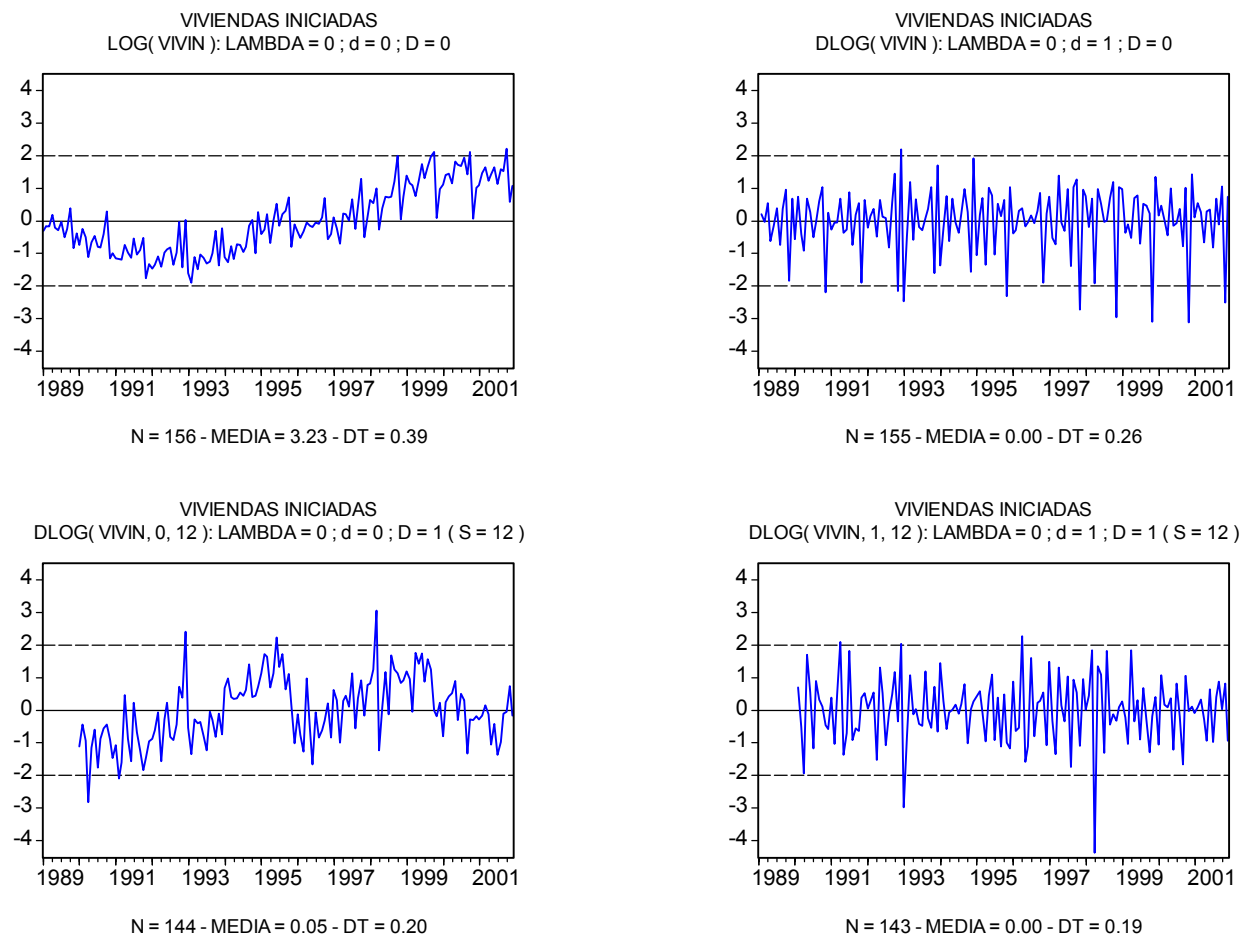 VIVIENDAS INICIADAS
LOG( VIVIN ): LAMBDA = 0 ; d = 0 ; D = 0
4
3
2
1
0
-1
-2
-3
-4
1989 1991 1993 1995 1997 1999 2001
N = 156 - MEDIA = 3.23 - DT = 0.39
VIVIENDAS INICIADAS
DLOG( VIVIN ): LAMBDA = 0 ; d = 1 ; D = 0
4
3
2
1
0
-1
-2
-3
-4
1989 1991 1993 1995 1997 1999 2001
N = 155 - MEDIA = 0.00 - DT = 0.26
VIVIENDAS INICIADAS
DLOG( VIVIN, 0, 12 ): LAMBDA = 0 ; d = 0 ; D = 1 ( S = 12 )
4
3
2
1
0
-1
-2
-3
-4
1989 1991 1993 1995 1997 1999 2001
N = 144 - MEDIA = 0.05 - DT = 0.20
VIVIENDAS INICIADAS
DLOG( VIVIN, 1, 12 ): LAMBDA = 0 ; d = 1 ; D = 1 ( S = 12 )
4
3
2
1
0
-1
-2
-3
-4
1989 1991 1993 1995 1997 1999 2001
N = 143 - MEDIA = 0.00 - DT = 0.19